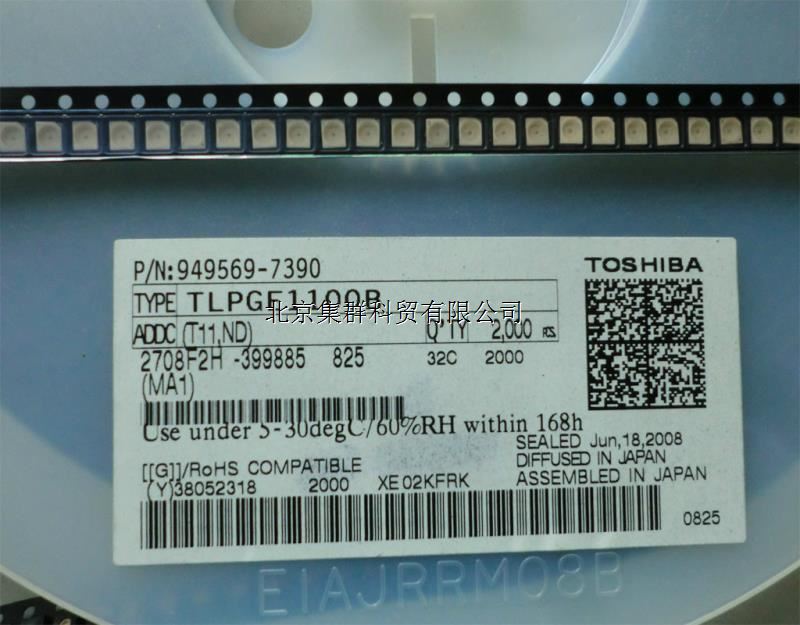 P/N:949569-7390
TOSHIBA
TYPE TLPGE1100B
北京集群科贸有限公司
ADDC (T11,ND) Q'TY 2,000 PCS.
2708F2H -399885 825 32C 2000
(MA1)
Use under 5-30degC/60%RH within 168h
SEALED Jun,18,2008
[[G]]/RoHS COMPATIBLE DIFFUSED IN JAPAN
(Y)38052318 2000 XE02KFRK ASSEMBLED IN JAPAN
0825
EIAJRRM08B